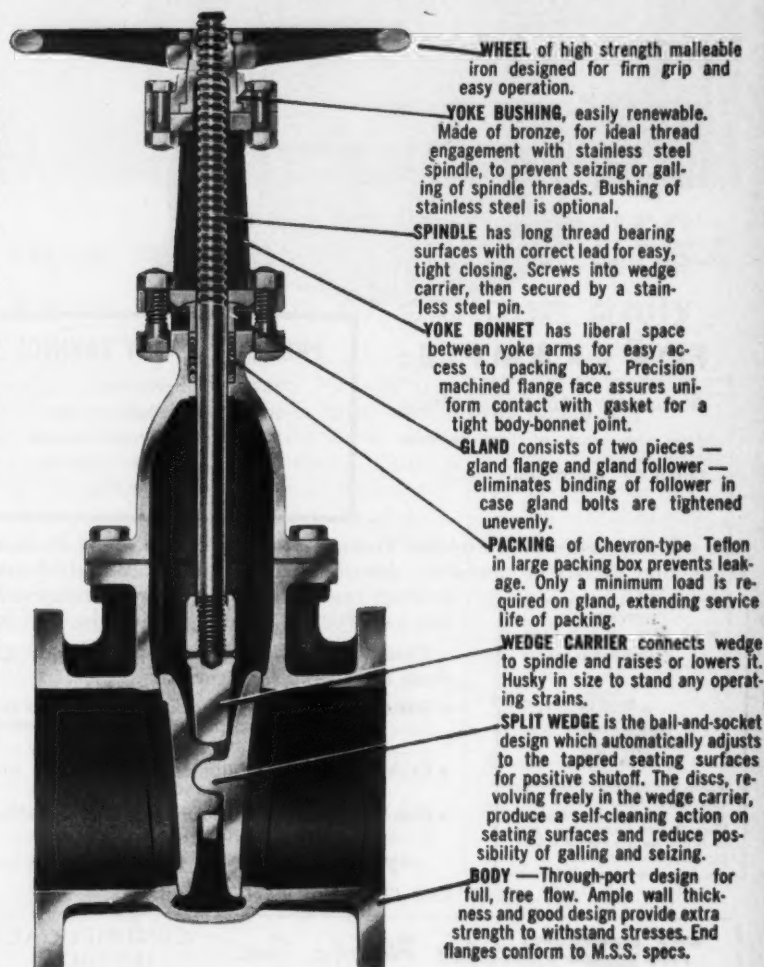 WHEEL of high strength malleable
iron designed for firm grip and
easy operation.
YOKE BUSHING, easily renewable.
Made of bronze, for ideal thread
engagement with stainless steel
spindle, to prevent seizing or gall-
ing of spindle threads. Bushing of
stainless steel is optional.
SPINDLE has long thread bearing
surfaces with correct lead for easy,
tight closing. Screws into wedge
carrier, then secured by a stain-
less steel pin.
YOKE BONNET has liberal space
between yoke arms for easy ac-
cess to packing box. Precision
machined flange face assures uni-
form contact with gasket for a
tight body-bonnet joint.
GLAND consists of two pieces —
gland flange and gland follower —
eliminates binding of follower in
case gland bolts are tightened
unevenly.
PACKING of Chevron-type Teflon
in large packing box prevents leak-
age. Only a minimum load is re-
quired on gland, extending service
life of packing.
WEDGE CARRIER connects wedge
to spindle and raises or lowers it.
Husky in size to stand any operat-
ing strains.
SPLIT WEDGE is the ball-and-socket
design which automatically adjusts
to the tapered seating surfaces
for positive shutoff. The discs, re-
volving freely in the wedge carrier,
produce a self-cleaning action on
seating surfaces and reduce pos-
sibility of galling and seizing.
BODY — Through-port design for
full, free flow. Ample wall thick-
ness and good design provide extra
strength to withstand stresses. End
flanges conform to M.S.S. specs.